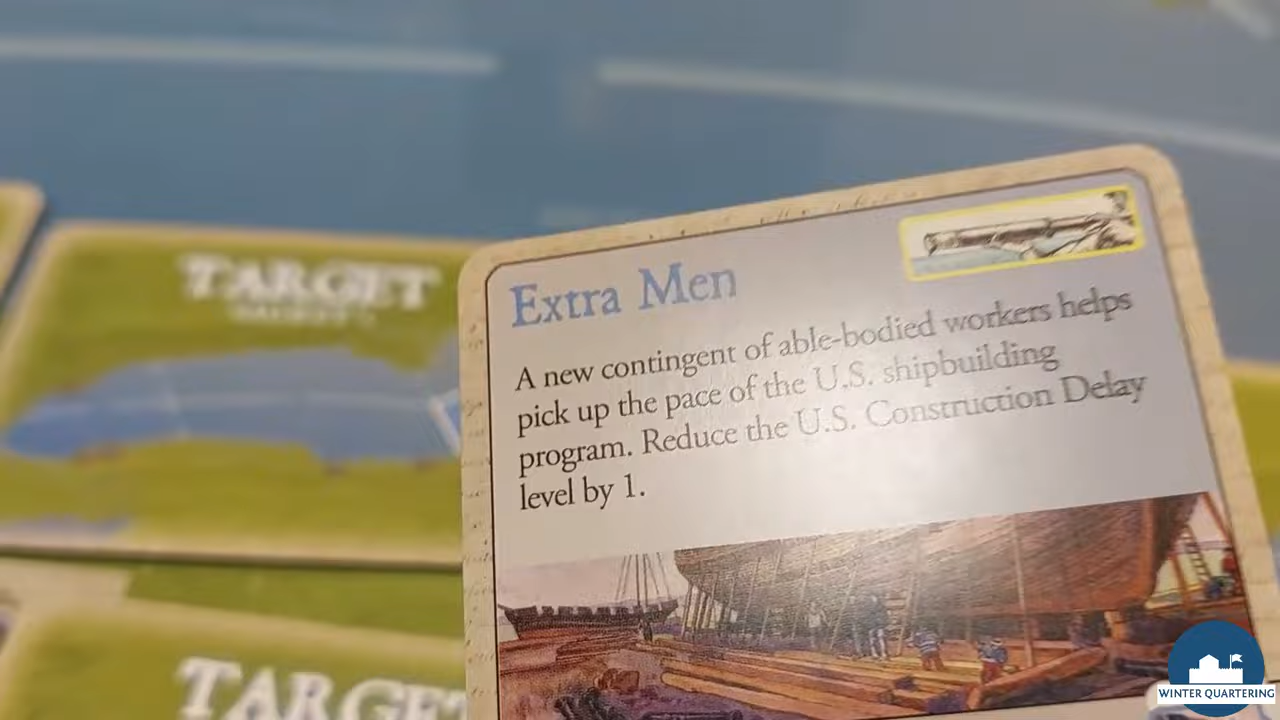 TARGET
Extra Men
A new contingent of able-bodied workers helps
pick up the pace of the U.S. shipbuilding
program. Reduce the U.S. Construction Delay
level by 1.
TARGET
WINTER QUARTERING